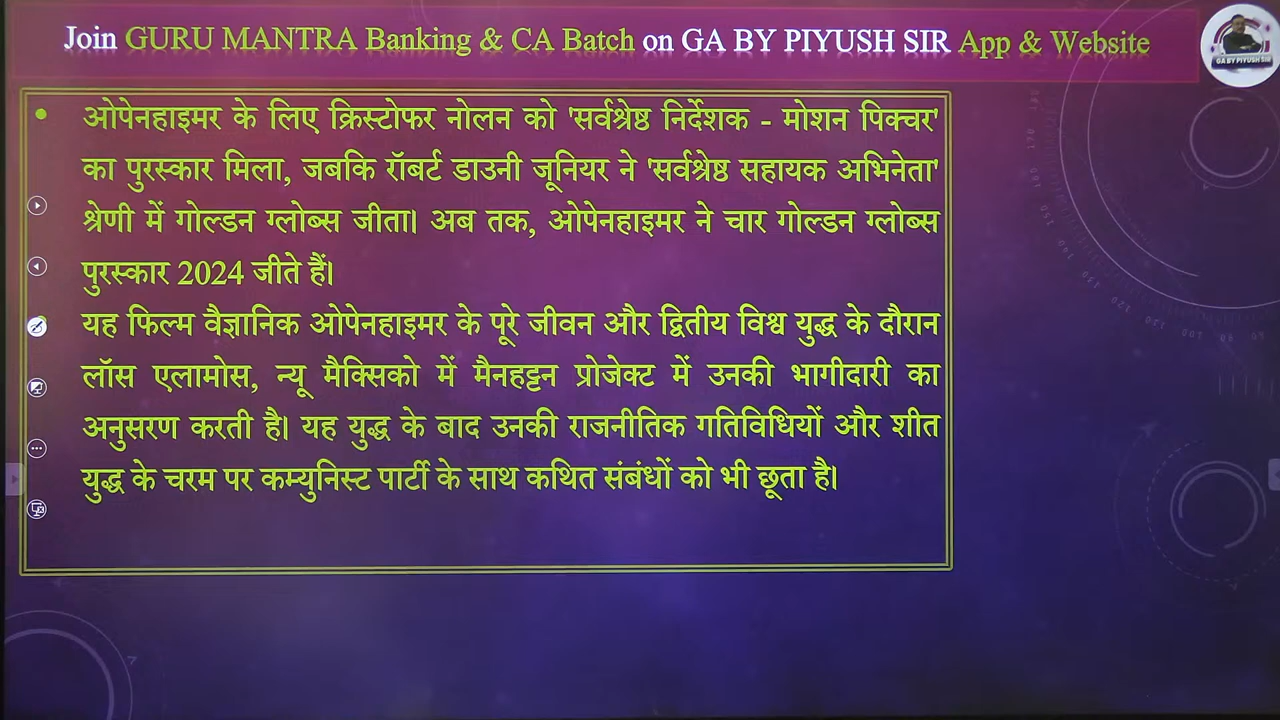 Join GURU MANTRA Banking & CA Batch on GA BY PIYUSH SIR App & Website
GA BY PIYUSH SIR
• ओपेनहाइमर के लिए क्रिस्टोफर नोलन को 'सर्वश्रेष्ठ निर्देशक - मोशन पिक्चर'
का पुरस्कार मिला, जबकि रॉबर्ट डाउनी जूनियर ने 'सर्वश्रेष्ठ सहायक अभिनेता'
श्रेणी में गोल्डन ग्लोब्स जीता। अब तक, ओपेनहाइमर ने चार गोल्डन ग्लोब्स
पुरस्कार 2024 जीते हैं।
यह फिल्म वैज्ञानिक ओपेनहाइमर के पूरे जीवन और द्वितीय विश्व युद्ध के दौरान
लॉस एलामोस, न्यू मैक्सिको में मैनहट्टन प्रोजेक्ट में उनकी भागीदारी का
अनुसरण करती है। यह युद्ध के बाद उनकी राजनीतिक गतिविधियों और शीत
युद्ध के चरम पर कम्युनिस्ट पार्टी के साथ कथित संबंधों को भी छूता है।